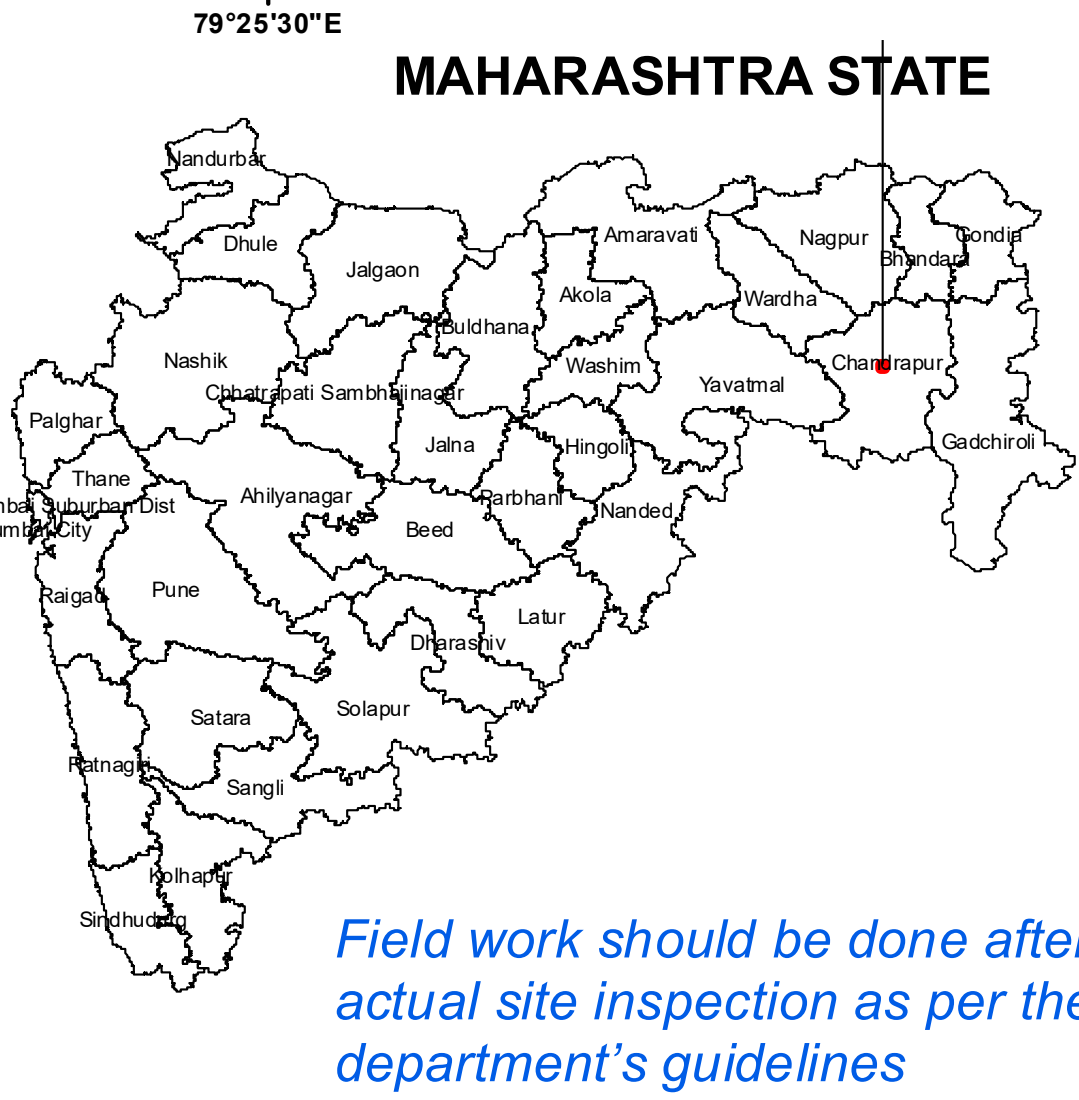 79°25'30"E
MAHARASHTRA STATE
Nandurbar
Dhule
Jalgaon
Amaravati
Nagpur
Gondia
Bhandara
Akola
Wardha
Buldhana
Nashik
Washim
Chandrapur
Yavatmal
Chhatrapati Sambhajinagar
Palghar
Jalna
Hingoli
Gadchiroli
Thane
Ahilyanagar
Parbhani
mbai Suburban Dist
Nanded
umbai City
Beed
Raigad
Pune
Latur
Dharashiv
Satara
Solapur
Ratnagiri
Sangli
Kolhapur
Sindhudurg
Field work should be done after
actual site inspection as per the
department’s guidelines